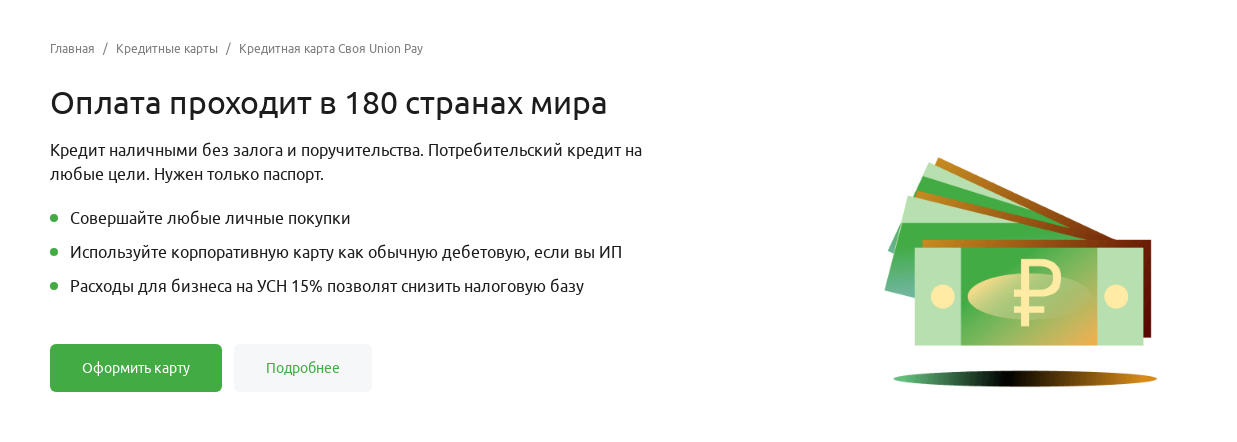 Главная / Кредитные карты / Кредитная карта Своя Union Pay
Оплата проходит в 180 странах мира
Кредит наличными без залога и поручительства. Потребительский кредит на
любые цели. Нужен только паспорт.
Совершайте любые личные покупки
Используйте корпоративную карту как обычную дебетовую, если вы ИП
Расходы для бизнеса на УСН 15% позволят снизить налоговую базу
Оформить карту Подробнее
₽